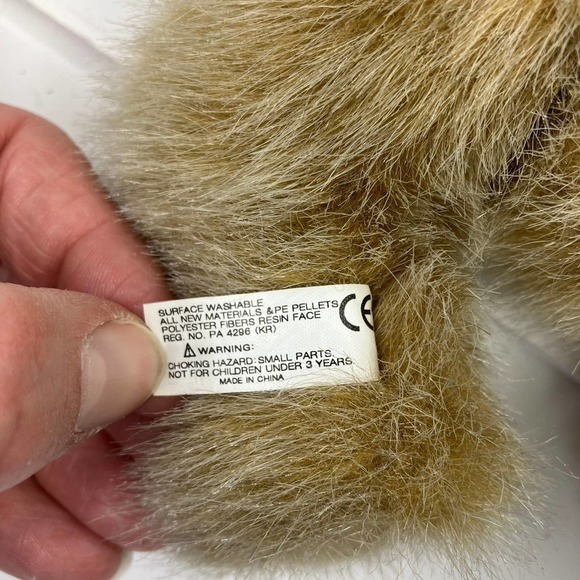 SURFACE WASHABLE
ALL NEW MATERIALS &PE PELLETS
POLYESTER FIBERS RESIN FACE
REG. NO. PA 4296 (KR)
CE
⚠ WARNING:
CHOKING HAZARD: SMALL PARTS.
NOT FOR CHILDREN UNDER 3 YEARS
MADE IN CHINA